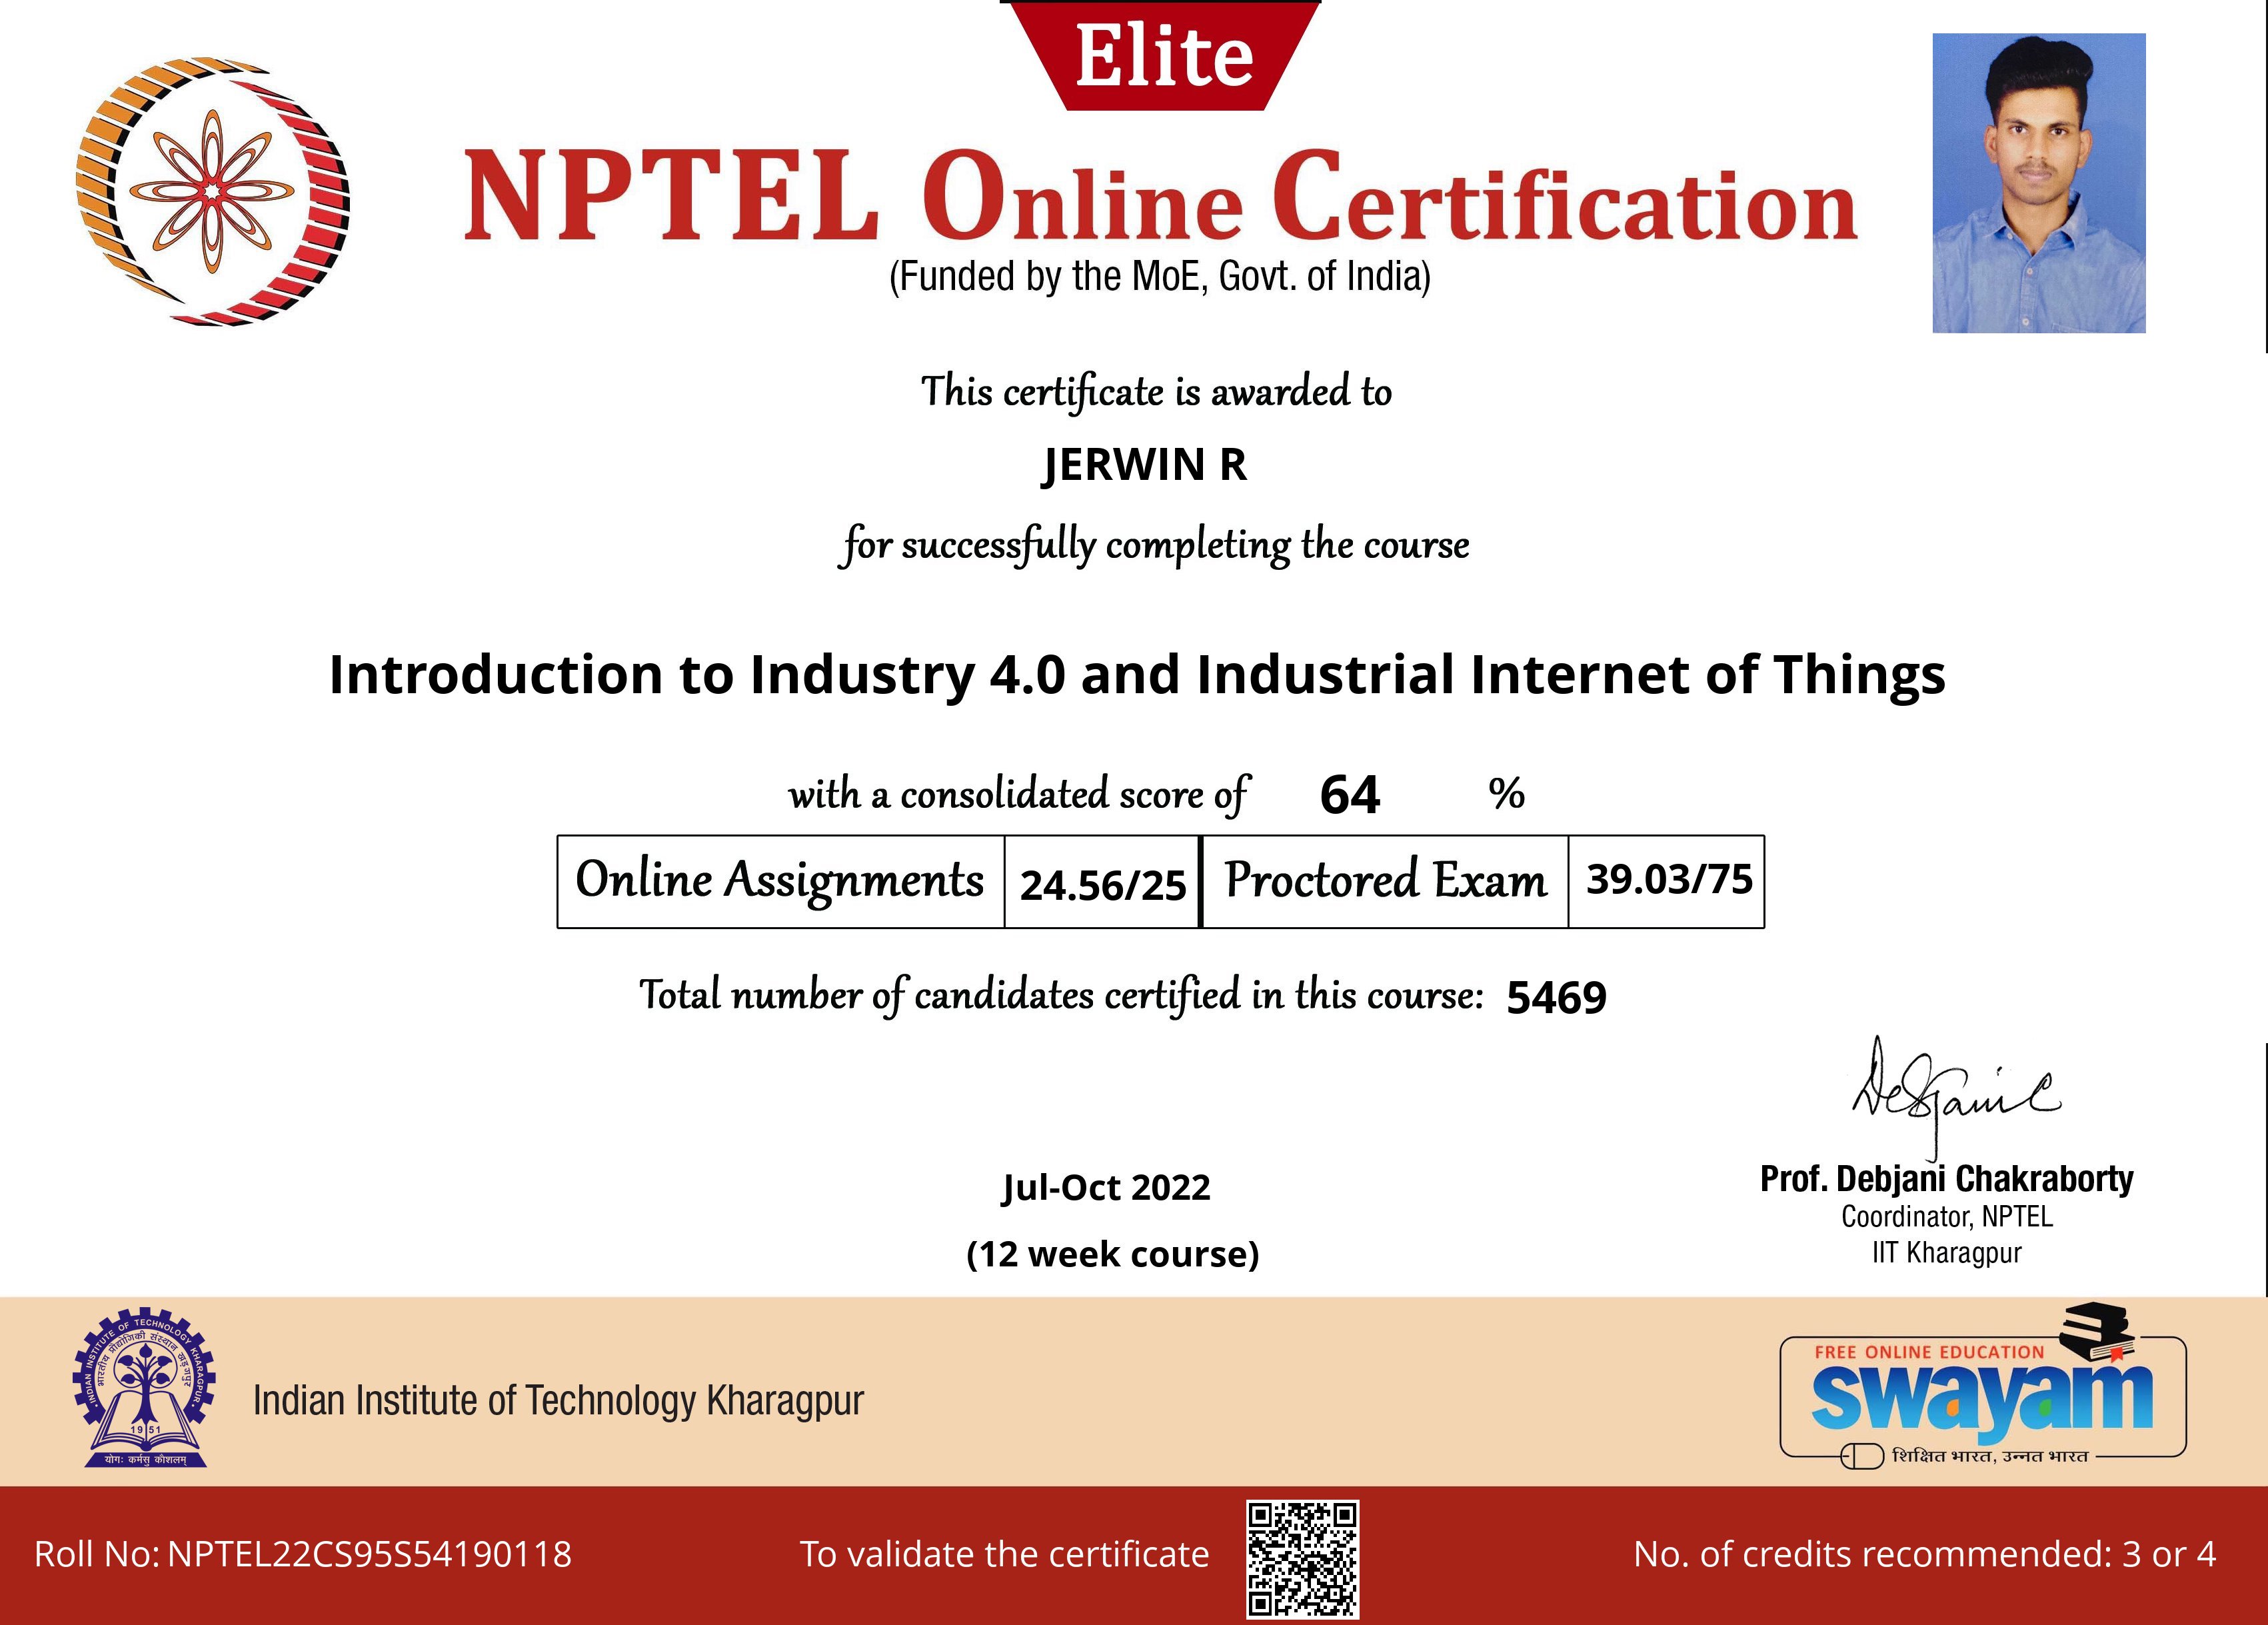 Elite
NPTEL Online Certification
(Funded by the MoE, Govt. of India)
This certificate is awarded to
JERWIN R
for successfully completing the course
Introduction to Industry 4.0 and Industrial Internet of Things
with a consolidated score of 64 %
Online Assignments 24.56/25 Proctored Exam 39.03/75
Total number of candidates certified in this course: 5469
Jul-Oct 2022
(12 week course)
Prof. Debjani Chakraborty
Coordinator, NPTEL
IIT Kharagpur
INDIAN INSTITUTE OF TECHNOLOGY KHARAGPUR
भारतीय प्रौद्योगिकी संस्थान खड़गपुर
1951
योगः कर्मसु कौशलम्
Indian Institute of Technology Kharagpur
FREE ONLINE EDUCATION
swayam
शिक्षित भारत, उन्नत भारत
Roll No: NPTEL22CS95S54190118
To validate the certificate
No. of credits recommended: 3 or 4